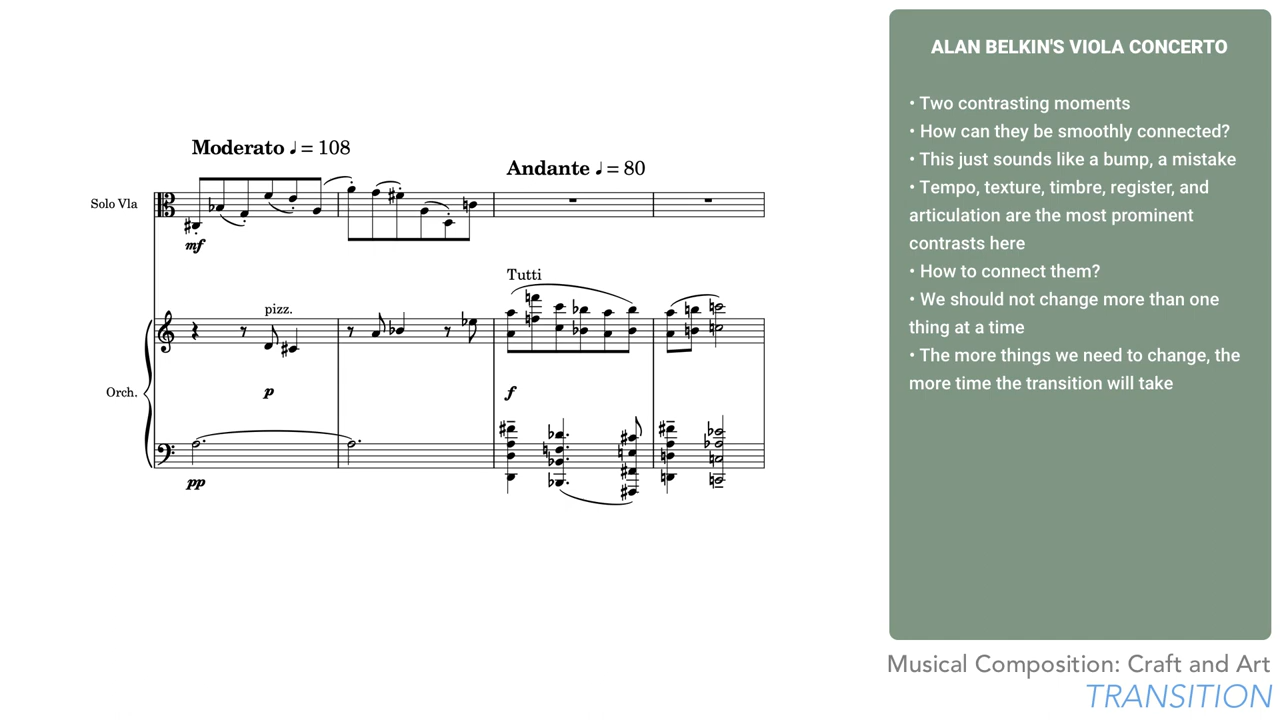 ALAN BELKIN'S VIOLA CONCERTO
• Two contrasting moments
• How can they be smoothly connected?
• This just sounds like a bump, a mistake
• Tempo, texture, timbre, register, and
articulation are the most prominent
contrasts here
• How to connect them?
• We should not change more than one
thing at a time
• The more things we need to change, the
more time the transition will take
Moderato ♩ = 108
Andante ♩ = 80
Solo Vla
mf
Tutti
pizz.
Orch.
p
f
pp
Musical Composition: Craft and Art
TRANSITION